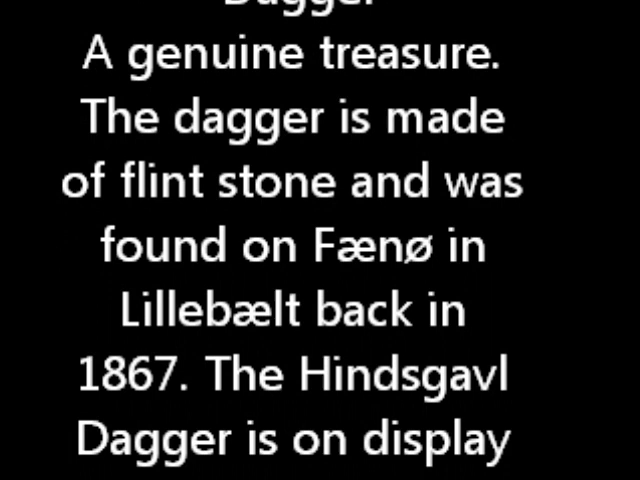 Dagger
A genuine treasure.
The dagger is made
of flint stone and was
found on Fænø in
Lillebælt back in
1867. The Hindsgavl
Dagger is on display